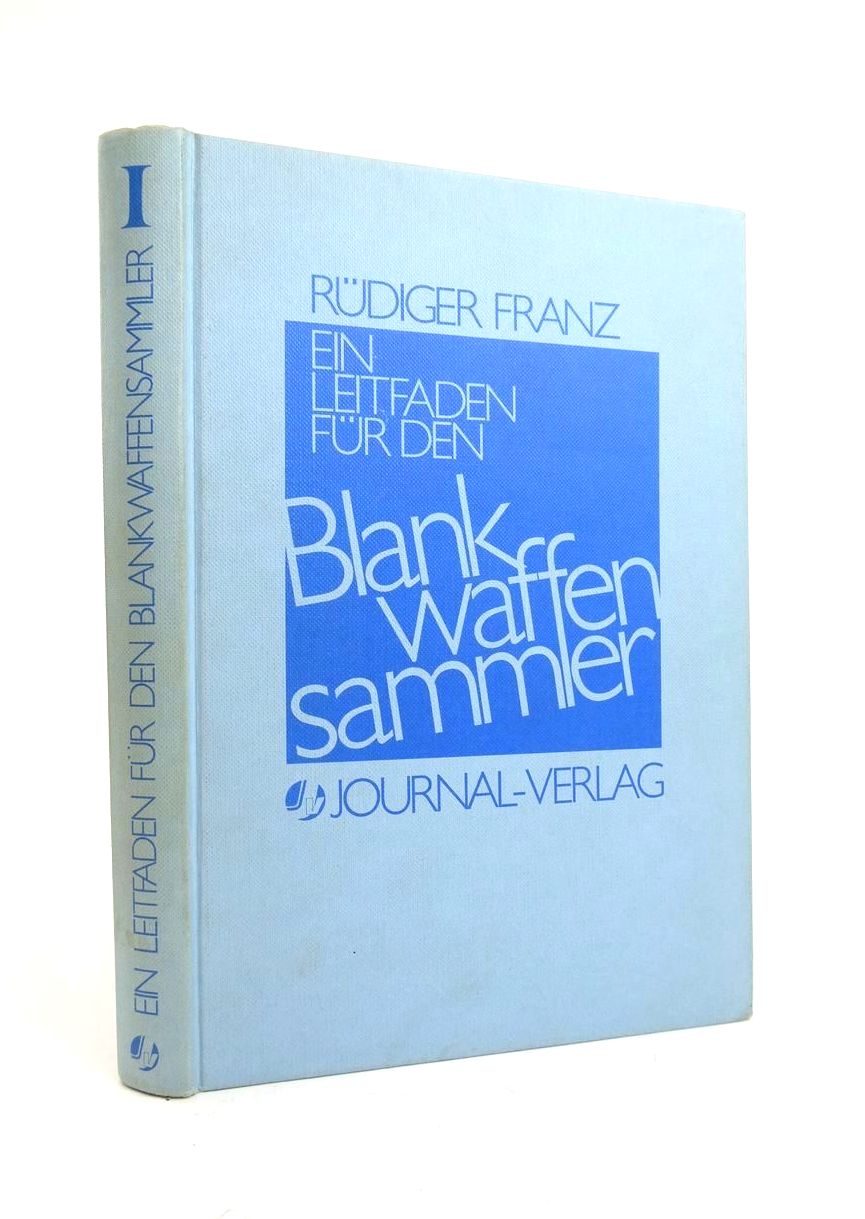 I
EIN LEITFADEN FÜR DEN BLANKWAFFENSAMMLER
RÜDIGER FRANZ
EIN
LEITFADEN
FÜR DEN
Blank
waffen
sammler
JOURNAL-VERLAG